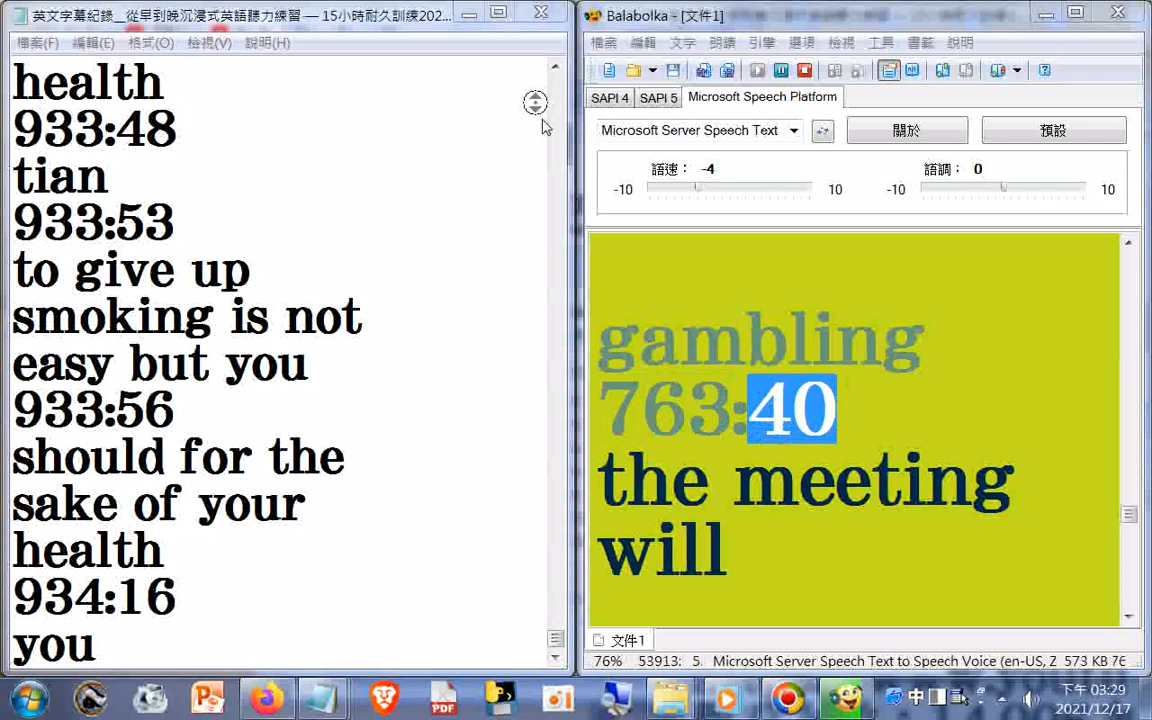 英文字幕紀錄__從早到晚沉浸式英語聽力練習 — 15小時耐久訓練202...
檔案(F) 編輯(E) 格式(O) 檢視(V) 說明(H)
health
933:48
tian
933:53
to give up
smoking is not
easy but you
933:56
should for the
sake of your
health
934:16
you
Balabolka - [文件1]
檔案 編輯 文字 朗讀 引擎 選項 檢視 工具 書籤 說明
SAPI 4 SAPI 5 Microsoft Speech Platform
Microsoft Server Speech Text 關於 預設
語速: -4 語調: 0
-10 10 -10 10
gambling
763:40
the meeting
will
文件1
76% 53913: 5. Microsoft Server Speech Text to Speech Voice (en-US, 2 573 KB 76
PDF 中 下午 03:29
2021/12/17